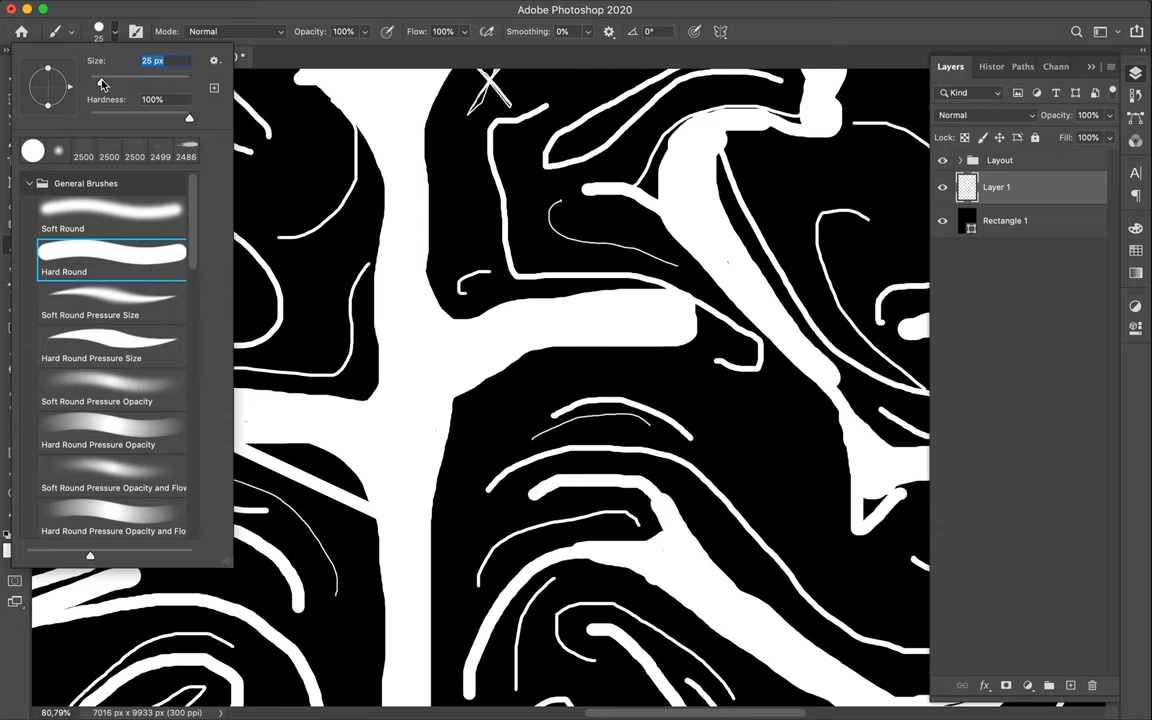 Adobe Photoshop 2020
25
Mode: Normal
Opacity: 100%
Flow: 100%
Smoothing: 0%
0°
Size: 25 px
Hardness: 100%
2500 2500 2500 2499 2486
General Brushes
Soft Round
Hard Round
Soft Round Pressure Size
Hard Round Pressure Size
Soft Round Pressure Opacity
Hard Round Pressure Opacity
Soft Round Pressure Opacity and Flow
Hard Round Pressure Opacity and Flo
Layers Histor Paths Chann
Kind
Normal Opacity: 100%
Lock: Fill: 100%
Layout
Layer 1
Rectangle 1
80,79% 7016 px x 9933 px (300 ppi)